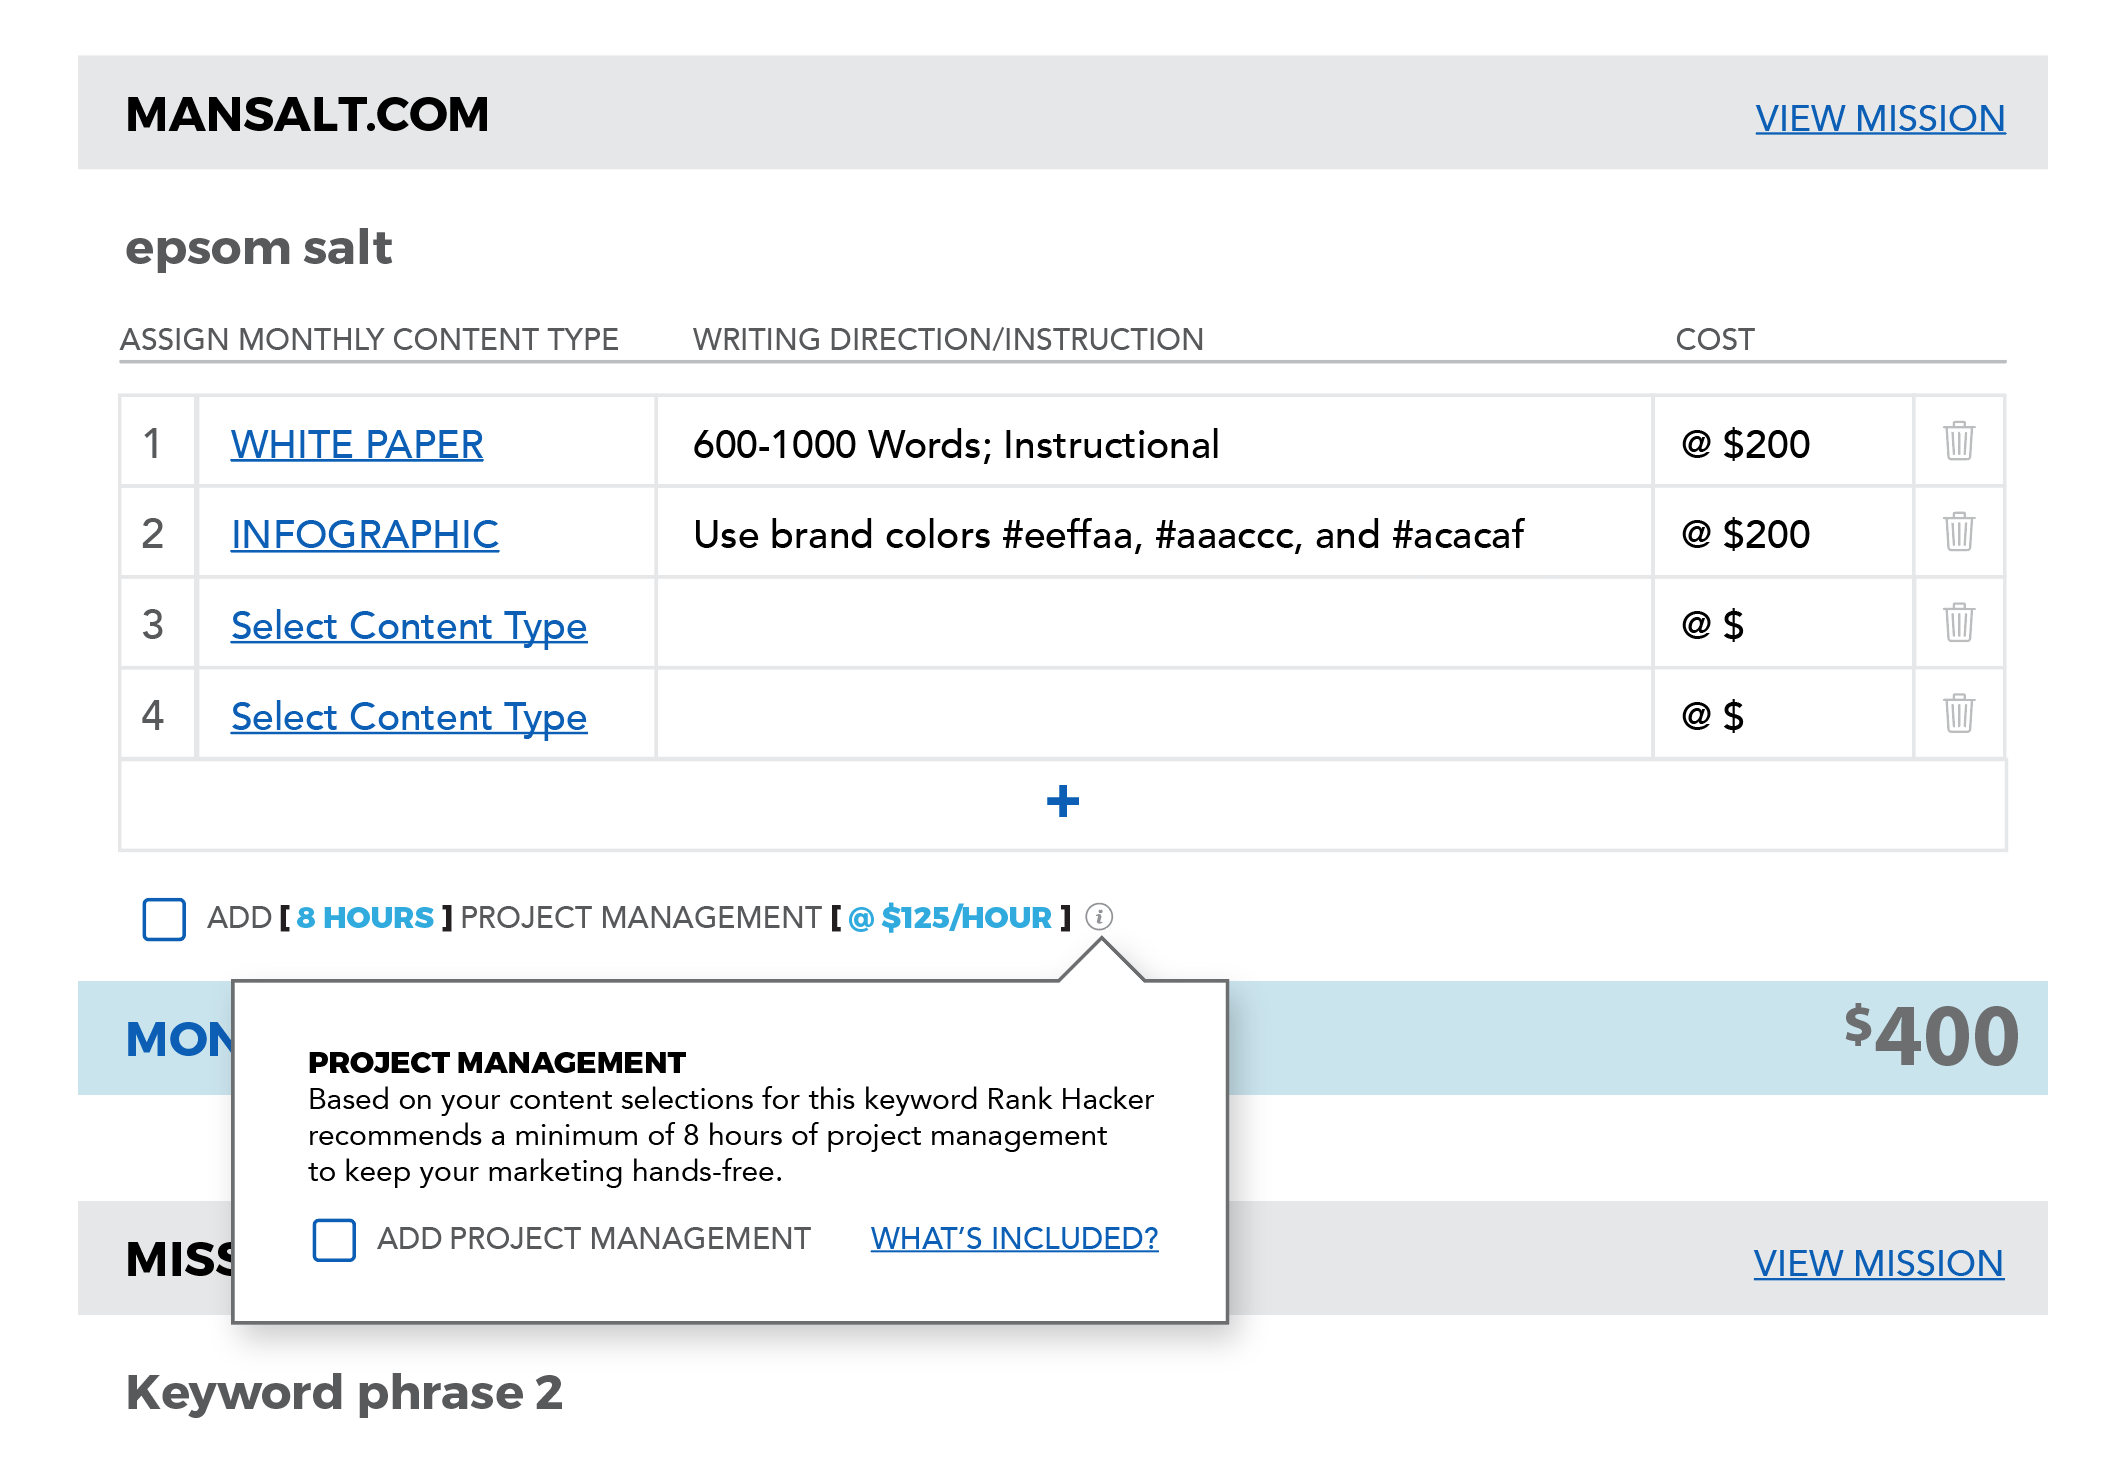 MANSALT.COM VIEW MISSION
epsom salt
ASSIGN MONTHLY CONTENT TYPE WRITING DIRECTION/INSTRUCTION COST
1 WHITE PAPER 600-1000 Words; Instructional @ $200
2 INFOGRAPHIC Use brand colors #eeffaa, #aaaccc, and #acacaf @ $200
3 Select Content Type @ $
4 Select Content Type @ $
+
ADD [ 8 HOURS ] PROJECT MANAGEMENT [ @ $125/HOUR ] i
$400
PROJECT MANAGEMENT
Based on your content selections for this keyword Rank Hacker
recommends a minimum of 8 hours of project management
to keep your marketing hands-free.
ADD PROJECT MANAGEMENT WHAT'S INCLUDED?
VIEW MISSION
Keyword phrase 2